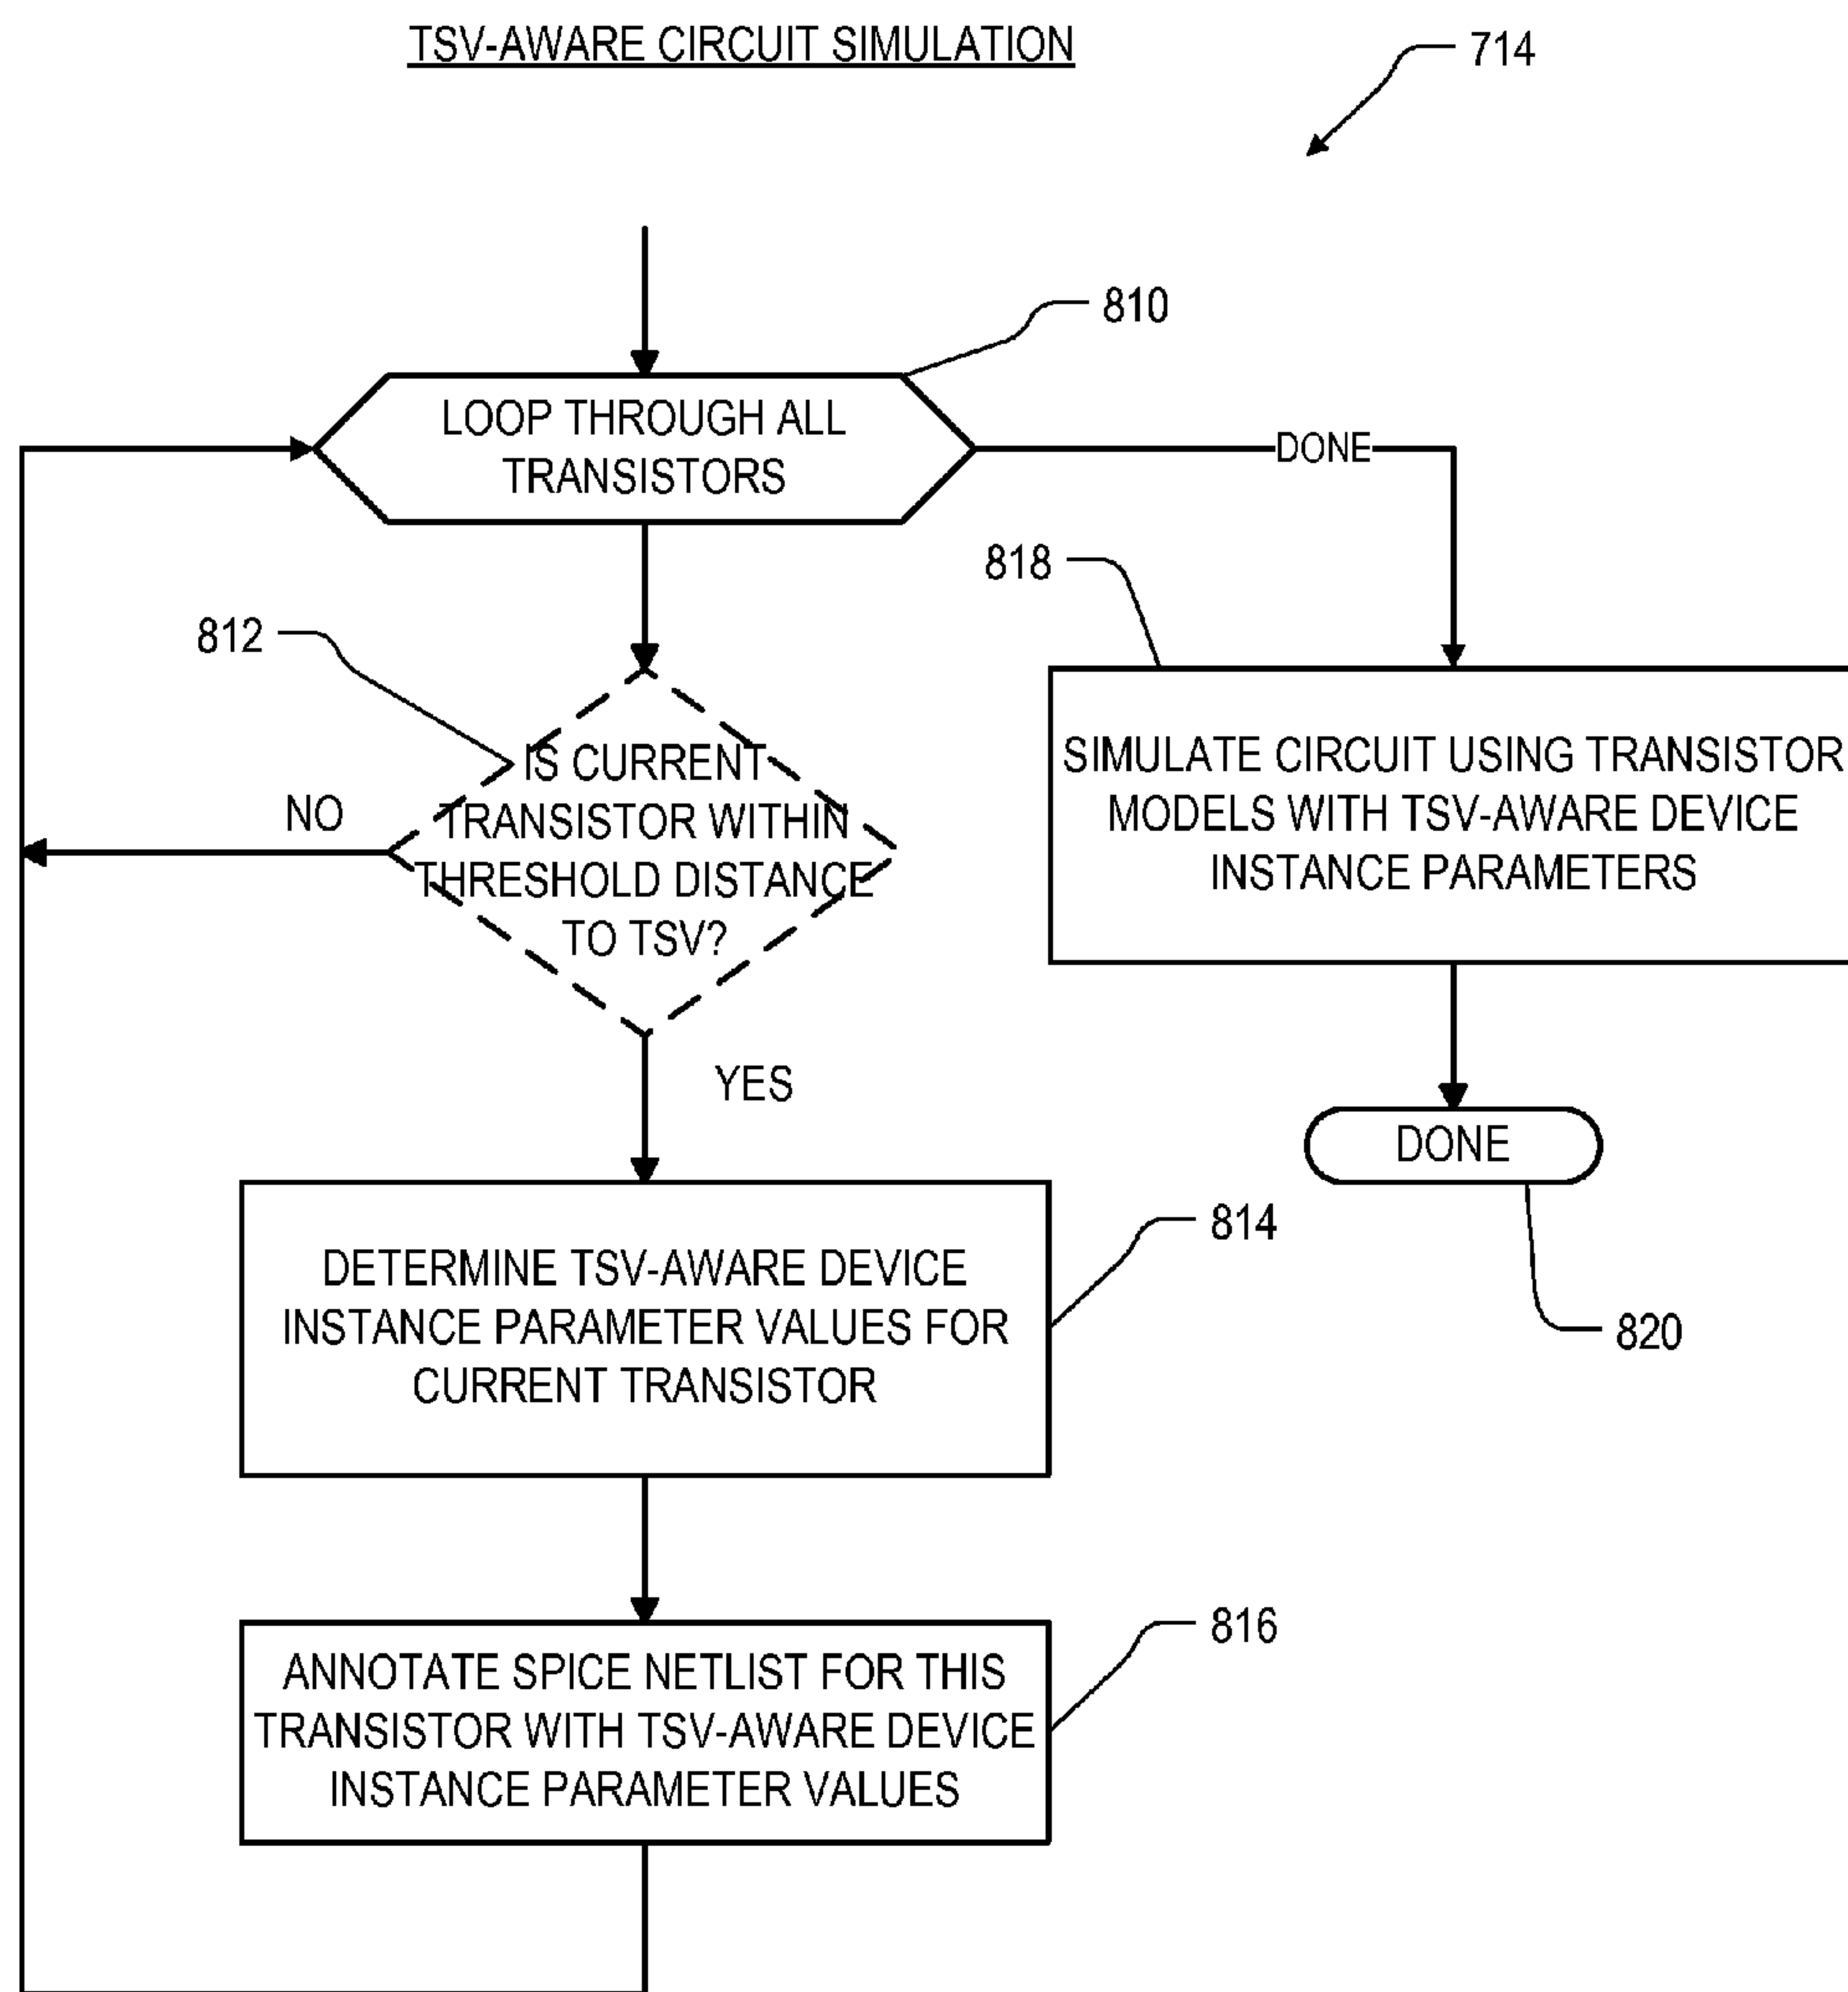 TSV-AWARE CIRCUIT SIMULATION
714
810
LOOP THROUGH ALL
TRANSISTORS
DONE
818
812
IS CURRENT
TRANSISTOR WITHIN
THRESHOLD DISTANCE
TO TSV?
NO
YES
SIMULATE CIRCUIT USING TRANSISTOR
MODELS WITH TSV-AWARE DEVICE
INSTANCE PARAMETERS
DONE
820
814
DETERMINE TSV-AWARE DEVICE
INSTANCE PARAMETER VALUES FOR
CURRENT TRANSISTOR
816
ANNOTATE SPICE NETLIST FOR THIS
TRANSISTOR WITH TSV-AWARE DEVICE
INSTANCE PARAMETER VALUES